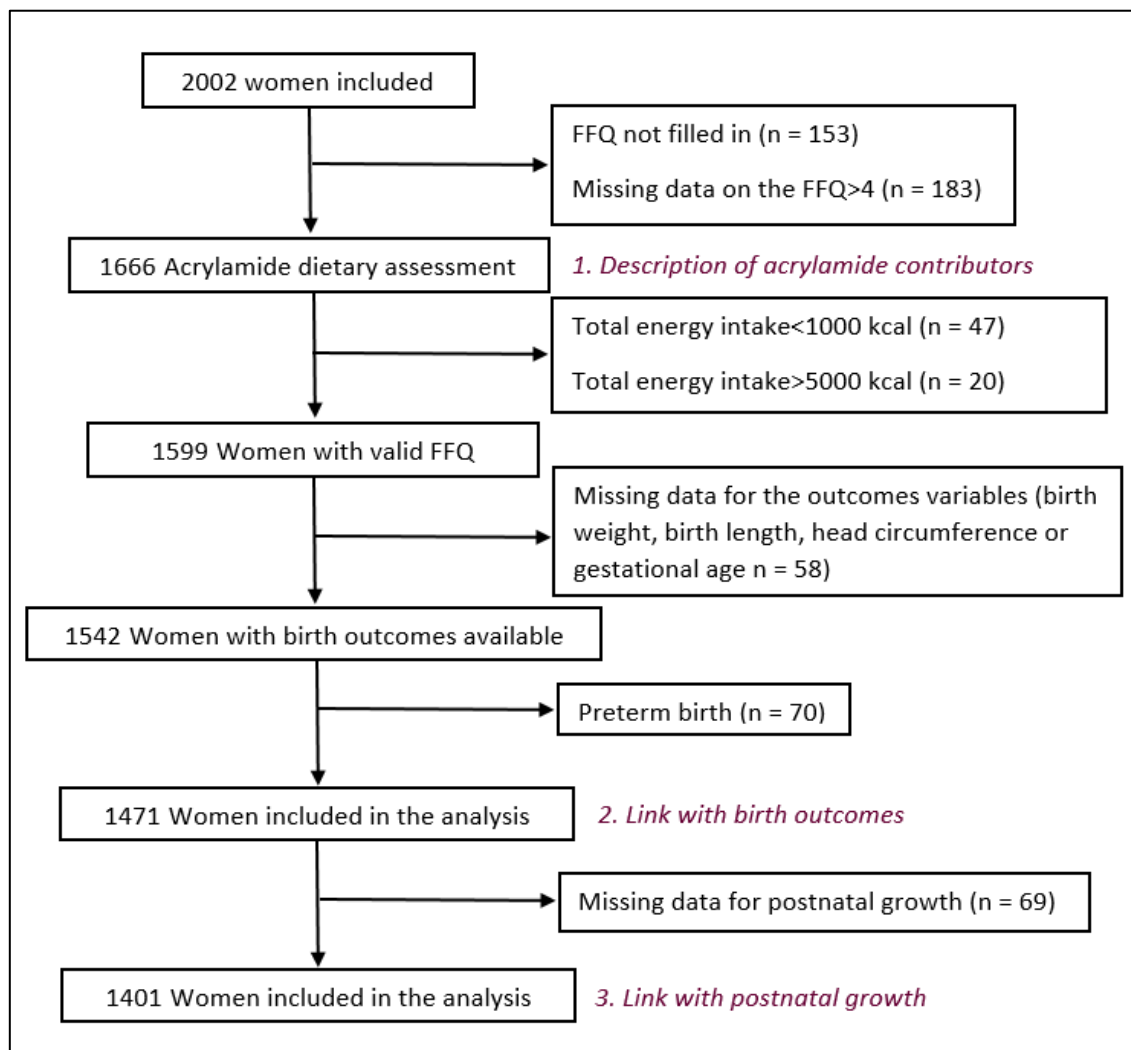 2002 women included
FFQ not filled in (n = 153)
Missing data on the FFQ>4 (n = 183)
1666 Acrylamide dietary assessment
1. Description of acrylamide contributors
Total energy intake<1000 kcal (n = 47)
Total energy intake>5000 kcal (n = 20)
1599 Women with valid FFQ
Missing data for the outcomes variables (birth
weight, birth length, head circumference or
gestational age n = 58)
1542 Women with birth outcomes available
Preterm birth (n = 70)
1471 Women included in the analysis
2. Link with birth outcomes
Missing data for postnatal growth (n = 69)
1401 Women included in the analysis
3. Link with postnatal growth